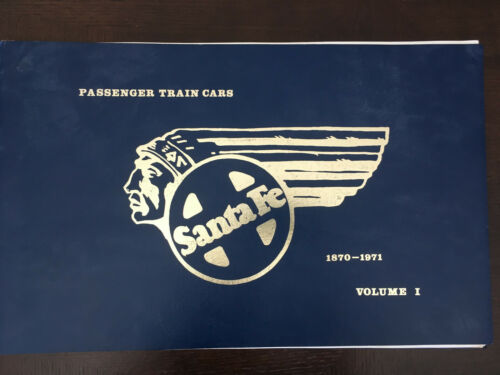 PASSENGER TRAIN CARS
Santa Fe
1870-1971
VOLUME I